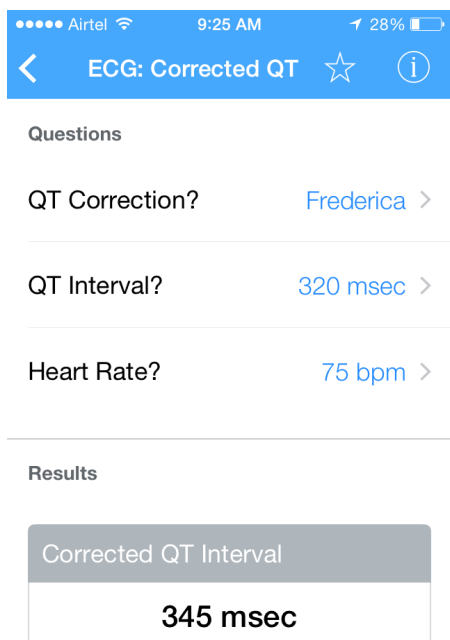 Airtel 9:25 AM 28%
ECG: Corrected QT
Questions
QT Correction? Frederica
QT Interval? 320 msec
Heart Rate? 75 bpm
Results
Corrected QT Interval
345 msec